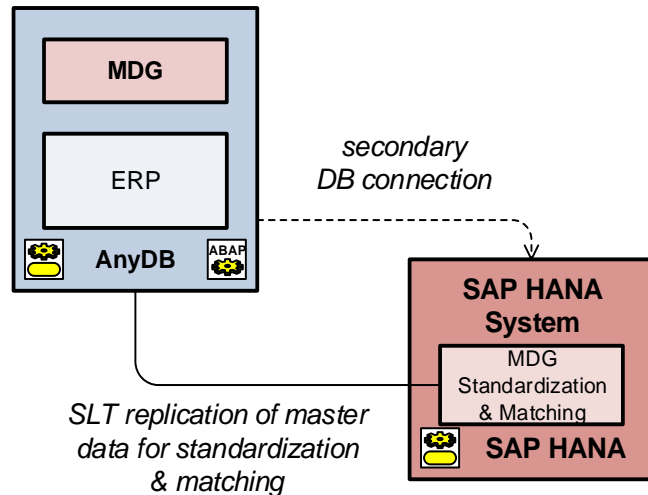 MDG
ERP
AnyDB
ABAP
secondary
DB connection
SAP HANA
System
MDG
Standardization
& Matching
SAP HANA
SLT replication of master
data for standardization
& matching